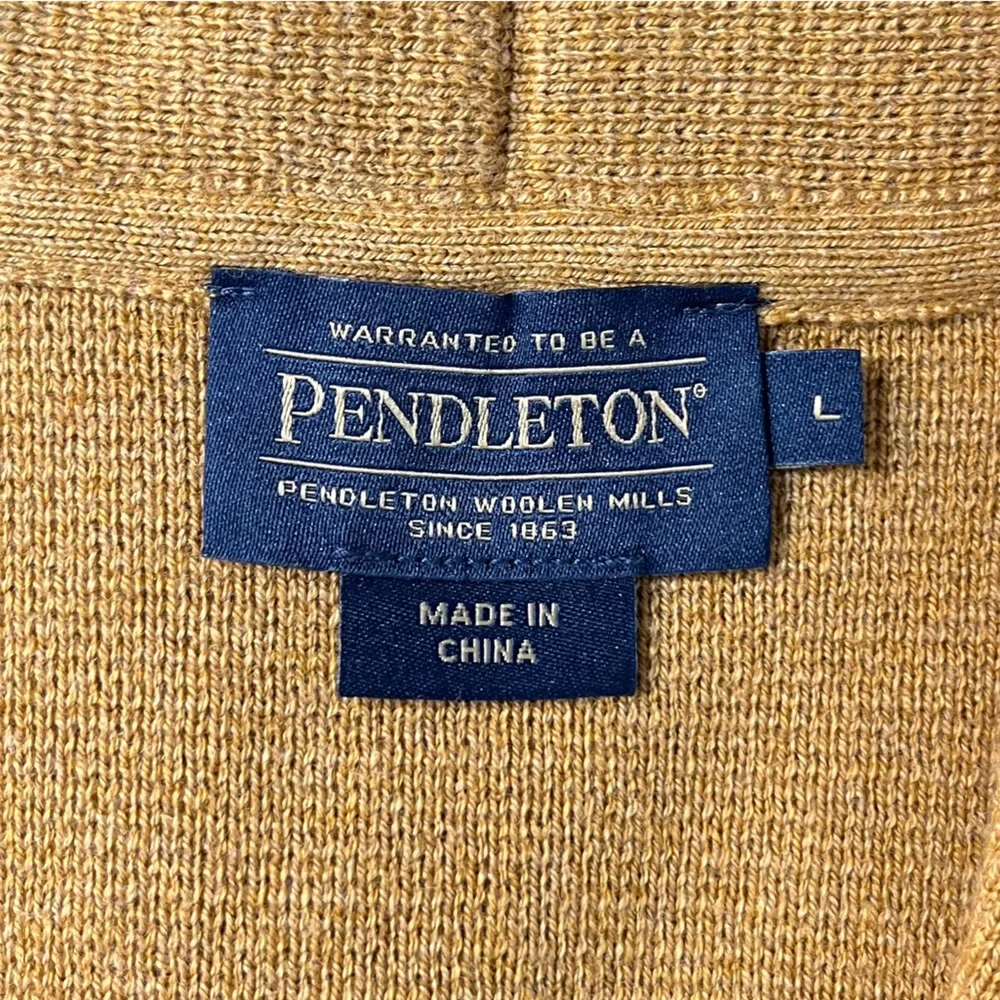 WARRANTED TO BE A
PENDLETON®
PENDLETON WOOLEN MILLS
SINCE 1863
L
MADE IN
CHINA